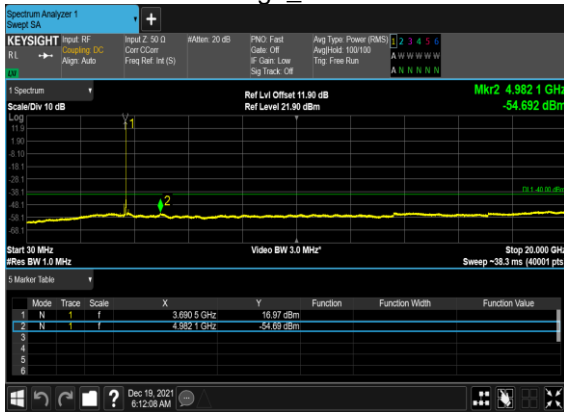 Spectrum Analyzer 1
Swept SA
+
KEYSIGHT Input: RF Input Z: 50 Ω #Atten: 20 dB PNO: Fast Avg Type: Power (RMS) 1 2 3 4 5 6
RL Coupling: DC Corr CCorr Gate: Off Avg|Hold: 100/100 A W W W W W
Align: Auto Freq Ref: Int (S) IF Gain: Low Trig: Free Run
LW Sig Track: Off A N N N N N
1 Spectrum Ref Lvl Offset 11.90 dB Mkr2 4.982 1 GHz
Scale/Div 10 dB Ref Level 21.90 dBm -54.692 dBm
Log
11.9
1
1.90
-8.10
-18.1
-28.1
-38.1 DL1 -40.00 dBm
-48.1 2
-58.1
-68.1
Start 30 MHz Video BW 3.0 MHz* Stop 20.000 GHz
#Res BW 1.0 MHz Sweep ~38.3 ms (40001 pts)
5 Marker Table
Mode Trace Scale X Y Function Function Width Function Value
1 N 1 f 3.690 5 GHz 16.97 dBm
2 N 1 f 4.982 1 GHz -54.69 dBm
3
4
5
6
? Dec 19, 2021
6:12:08 AM